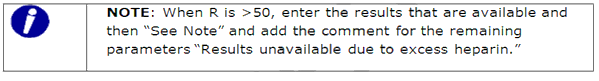 NOTE: When R is >50, enter the results that are available and
then “See Note” and add the comment for the remaining
parameters “Results unavailable due to excess heparin.”